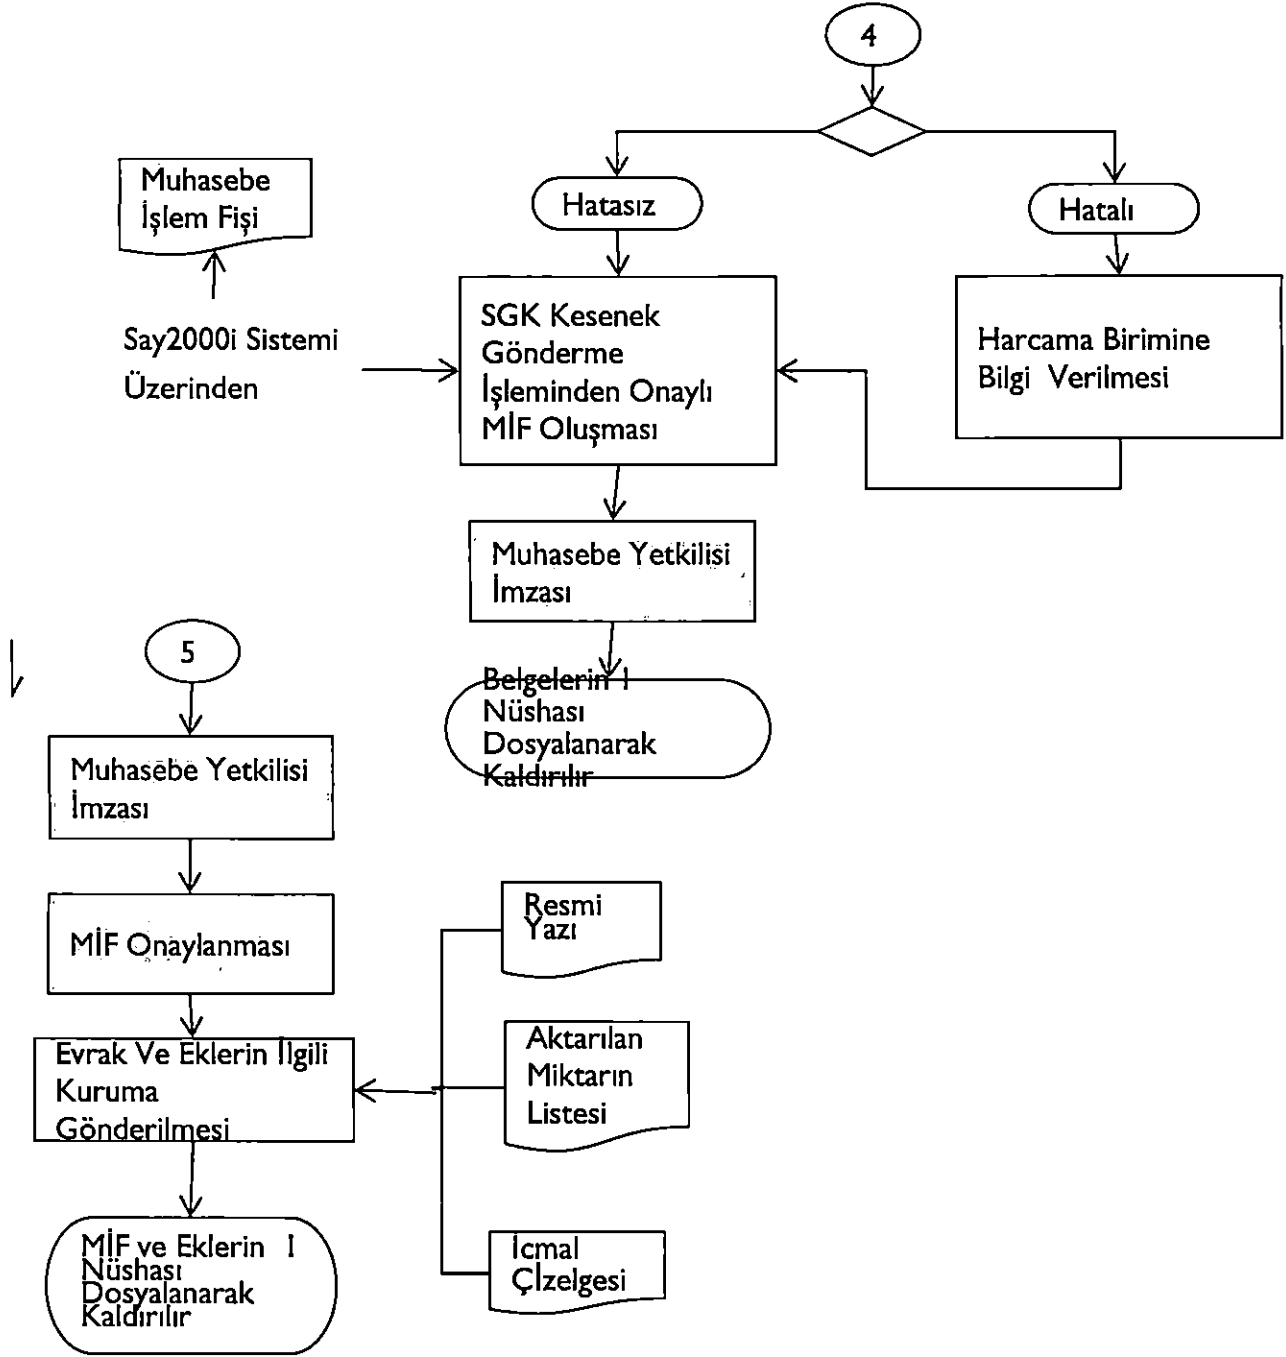 4
Muhasebe
İşlem Fişi
Hatasız
Hatalı
Say2000i Sistemi
Üzerinden
SGK Kesenek
Gönderme
İşleminden Onaylı
MİF Oluşması
Harcama Birimine
Bilgi Verilmesi
Muhasebe Yetkilisi
İmzası
Belgelerin 1
Nüshası
Dosyalanarak
Kaldırılır
5
Muhasebe Yetkilisi
İmzası
MİF Onaylanması
Evrak Ve Eklerin İlgili
Kuruma
Gönderilmesi
MİF ve Eklerin 1
Nüshası
Dosyalanarak
Kaldırılır
Resmi
Yazı
Aktarılan
Miktarın
Listesi
İcmal
Çİzelgesi